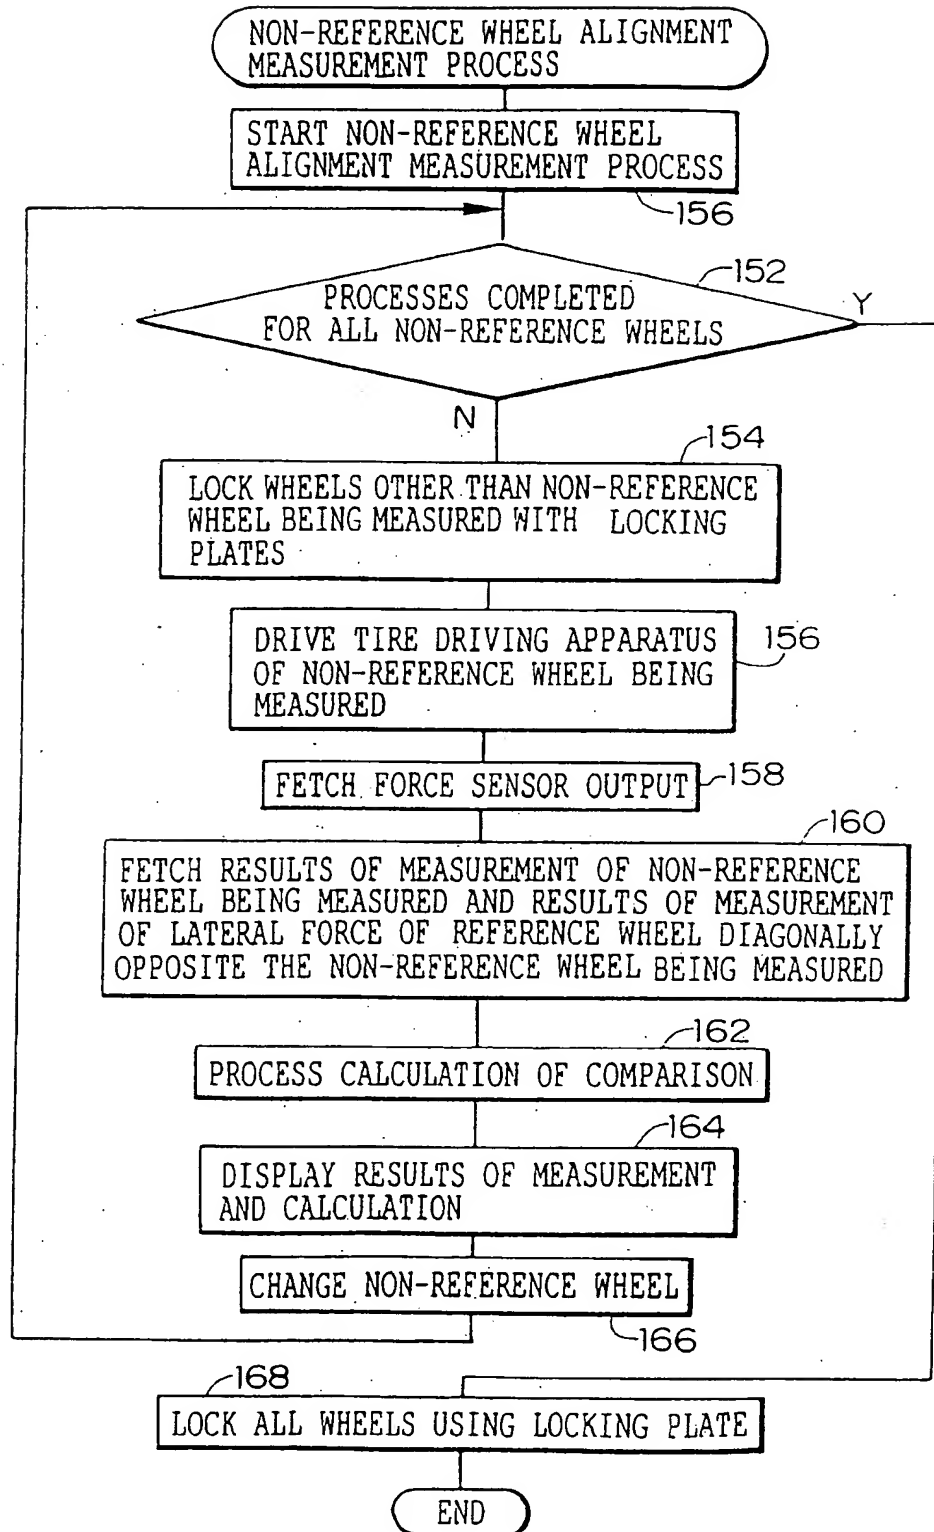 NON-REFERENCE WHEEL ALIGNMENT
MEASUREMENT PROCESS
START NON-REFERENCE WHEEL
ALIGNMENT MEASUREMENT PROCESS
156
152
PROCESSES COMPLETED
FOR ALL NON-REFERENCE WHEELS
Y
N
154
LOCK WHEELS OTHER THAN NON-REFERENCE
WHEEL BEING MEASURED WITH LOCKING
PLATES
DRIVE TIRE DRIVING APPARATUS
OF NON-REFERENCE WHEEL BEING
MEASURED
156
FETCH FORCE SENSOR OUTPUT
158
160
FETCH RESULTS OF MEASUREMENT OF NON-REFERENCE
WHEEL BEING MEASURED AND RESULTS OF MEASUREMENT
OF LATERAL FORCE OF REFERENCE WHEEL DIAGONALLY
OPPOSITE THE NON-REFERENCE WHEEL BEING MEASURED
162
PROCESS CALCULATION OF COMPARISON
164
DISPLAY RESULTS OF MEASUREMENT
AND CALCULATION
CHANGE NON-REFERENCE WHEEL
166
168
LOCK ALL WHEELS USING LOCKING PLATE
END